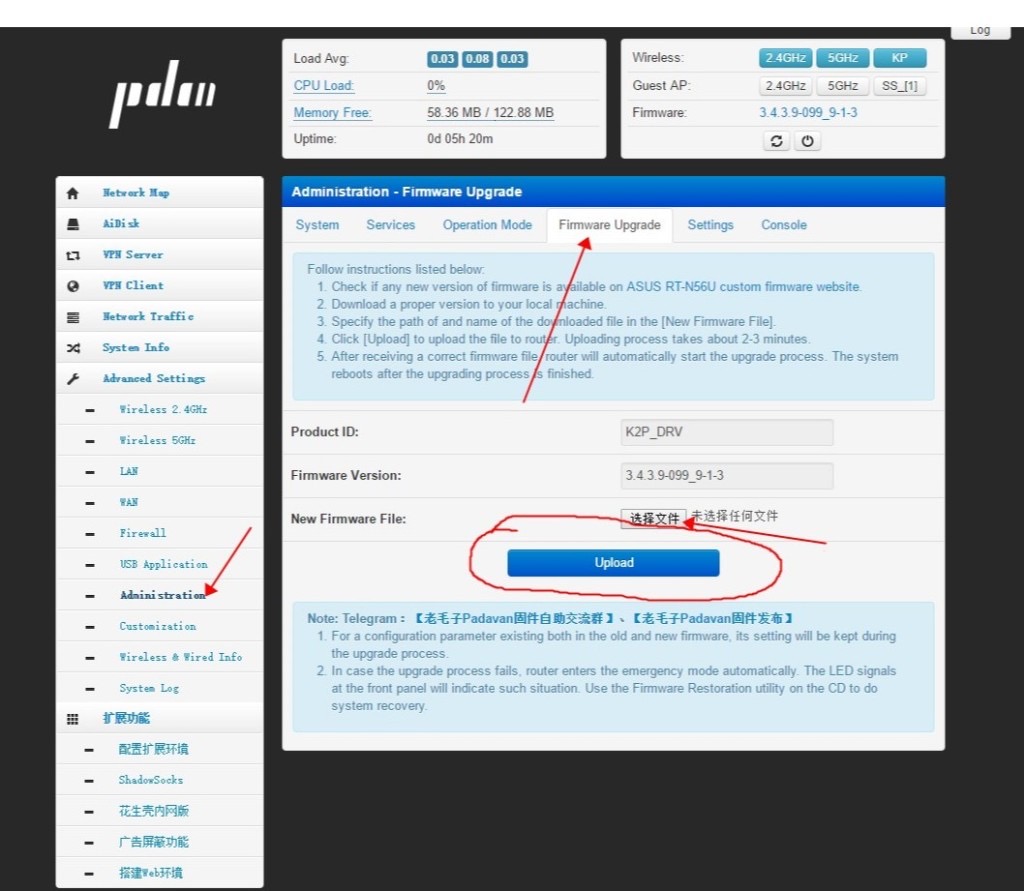 Log
pdan
Load Avg: 0.03 0.08 0.03
CPU Load: 0%
Memory Free: 58.36 MB / 122.88 MB
Uptime: 0d 05h 20m
Wireless: 2.4GHz 5GHz KP
Guest AP: 2.4GHz 5GHz SS_[1]
Firmware: 3.4.3.9-099_9-1-3
Network Map
AiDisk
VPN Server
VPN Client
Network Traffic
System Info
Advanced Settings
Wireless 2.4GHz
Wireless 5GHz
LAN
WAN
Firewall
USB Application
Administration
Customization
Wireless & Wired Info
System Log
扩展功能
配置扩展环境
ShadowSocks
花生壳内网版
广告屏蔽功能
搭建Web环境
Administration - Firmware Upgrade
System Services Operation Mode Firmware Upgrade Settings Console
Follow instructions listed below:
1. Check if any new version of firmware is available on ASUS RT-N56U custom firmware website.
2. Download a proper version to your local machine.
3. Specify the path of and name of the downloaded file in the [New Firmware File].
4. Click [Upload] to upload the file to router. Uploading process takes about 2-3 minutes.
5. After receiving a correct firmware file, router will automatically start the upgrade process. The system
reboots after the upgrading process is finished.
Product ID: K2P_DRV
Firmware Version: 3.4.3.9-099_9-1-3
New Firmware File: 选择文件 未选择任何文件
Upload
Note: Telegram：【老毛子Padavan固件自助交流群】、【老毛子Padavan固件发布】
1. For a configuration parameter existing both in the old and new firmware, its setting will be kept during
the upgrade process.
2. In case the upgrade process fails, router enters the emergency mode automatically. The LED signals
at the front panel will indicate such situation. Use the Firmware Restoration utility on the CD to do
system recovery.